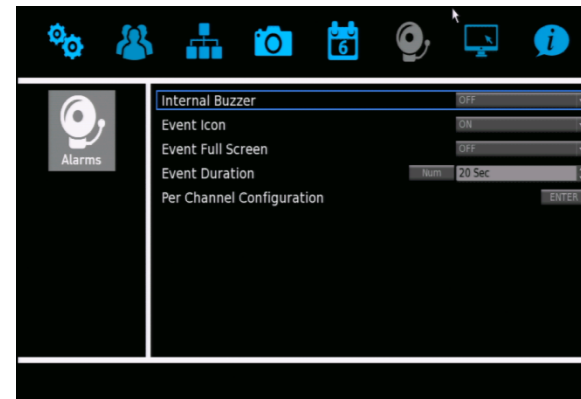 6
i
Alarms
Internal Buzzer OFF
Event Icon ON
Event Full Screen OFF
Event Duration Num 20 Sec
Per Channel Configuration ENTER